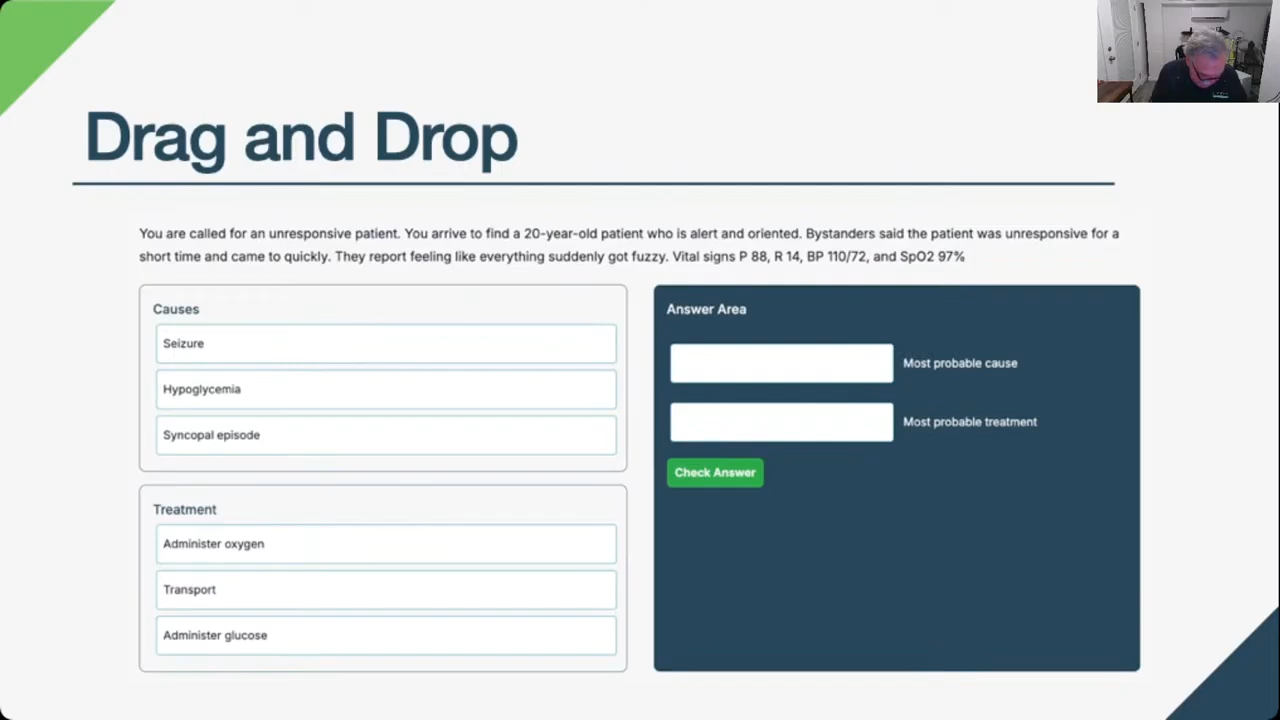 Drag and Drop
You are called for an unresponsive patient. You arrive to find a 20-year-old patient who is alert and oriented. Bystanders said the patient was unresponsive for a
short time and came to quickly. They report feeling like everything suddenly got fuzzy. Vital signs P 88, R 14, BP 110/72, and SpO2 97%
Causes
Seizure
Hypoglycemia
Syncopal episode
Treatment
Administer oxygen
Transport
Administer glucose
Answer Area
Most probable cause
Most probable treatment
Check Answer